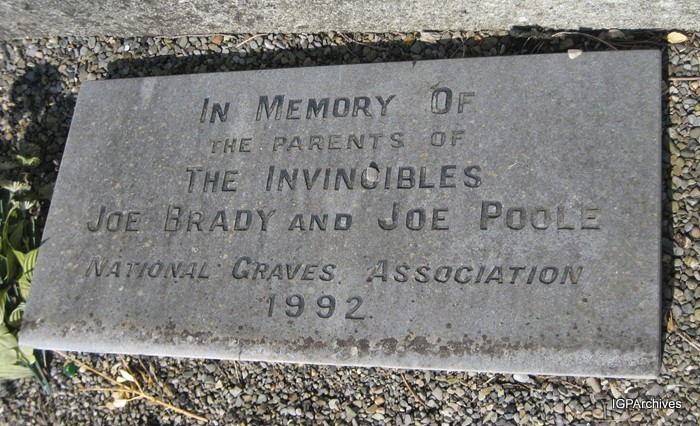 In Memory Of
the parents of
The Invincibles
Joe Brady and Joe Poole
National Graves Association
1992
IGPArchives